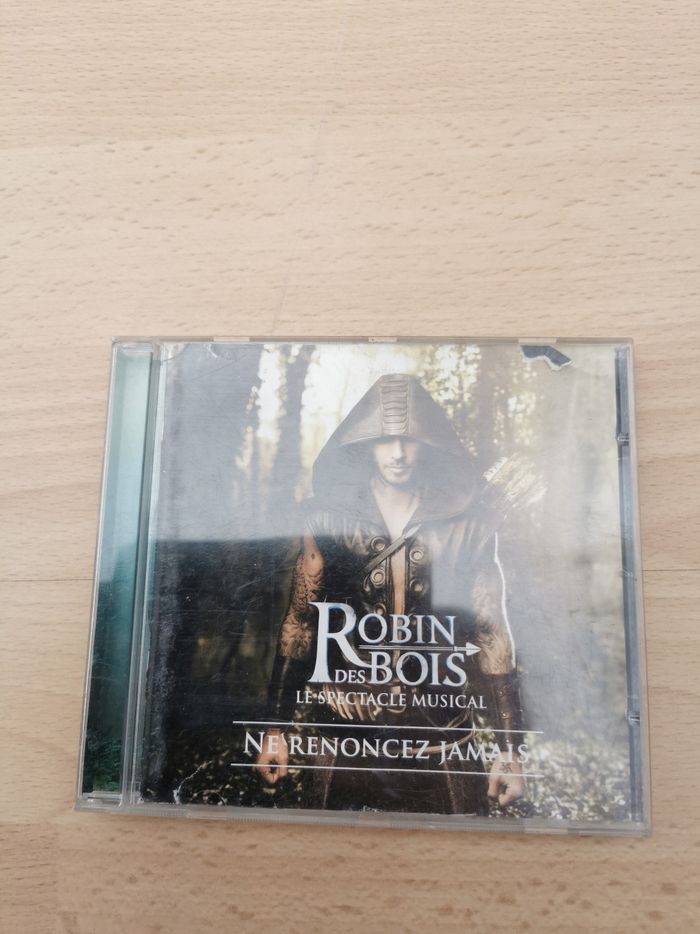 ROBIN
DES BOIS
LE SPECTACLE MUSICAL
NE RENONCEZ JAMAIS